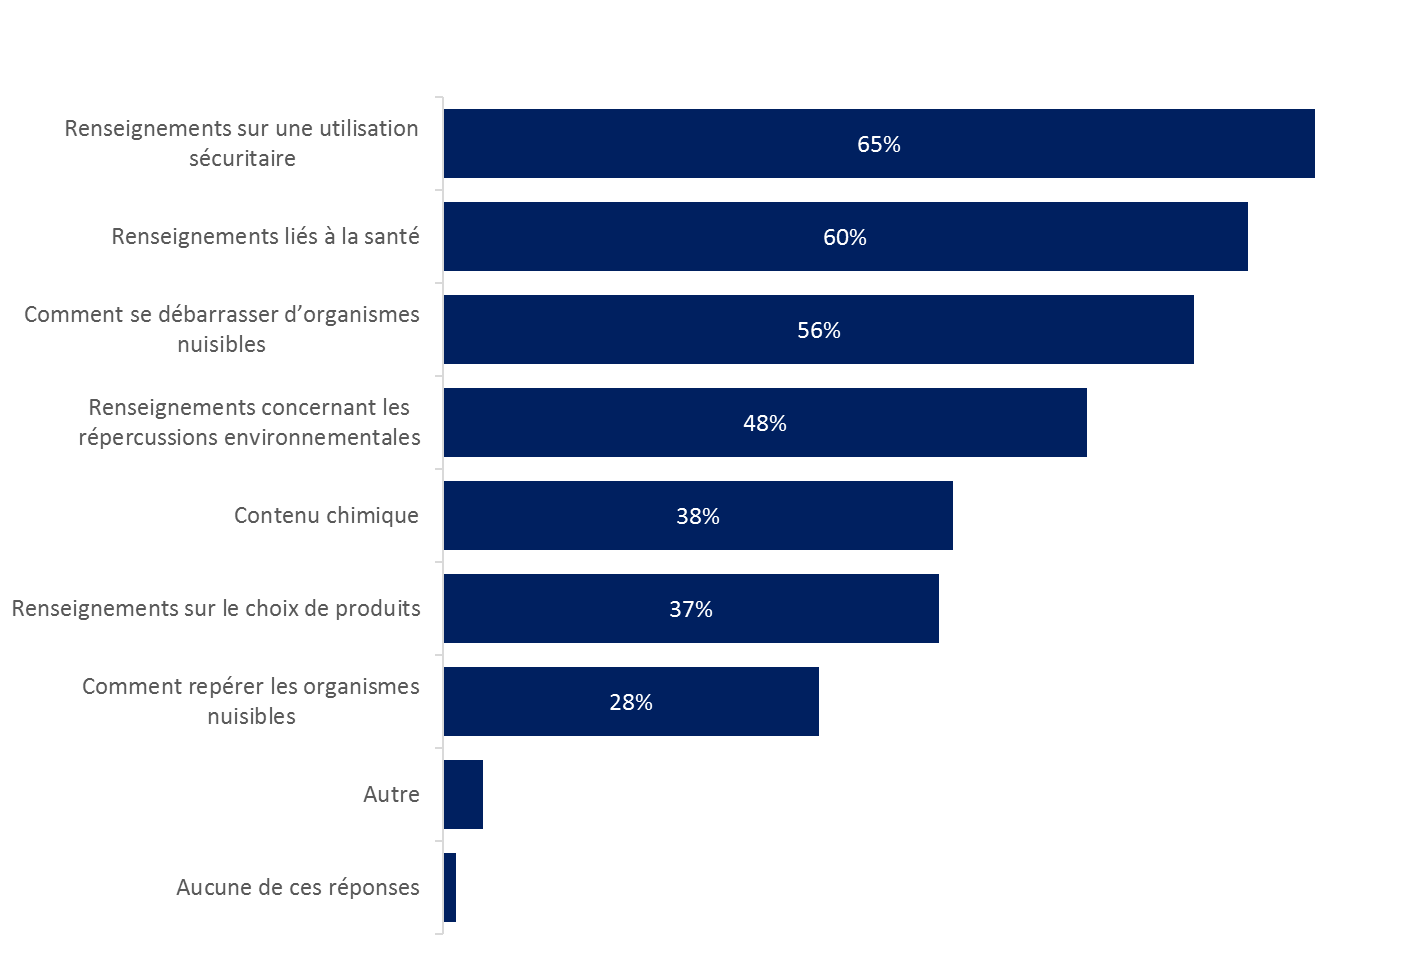 Renseignements sur une utilisation
sécuritaire
65%
Renseignements liés à la santé
60%
Comment se débarrasser d’organismes
nuisibles
56%
Renseignements concernant les
répercussions environnementales
48%
Contenu chimique
38%
Renseignements sur le choix de produits
37%
Comment repérer les organismes
nuisibles
28%
Autre
Aucune de ces réponses